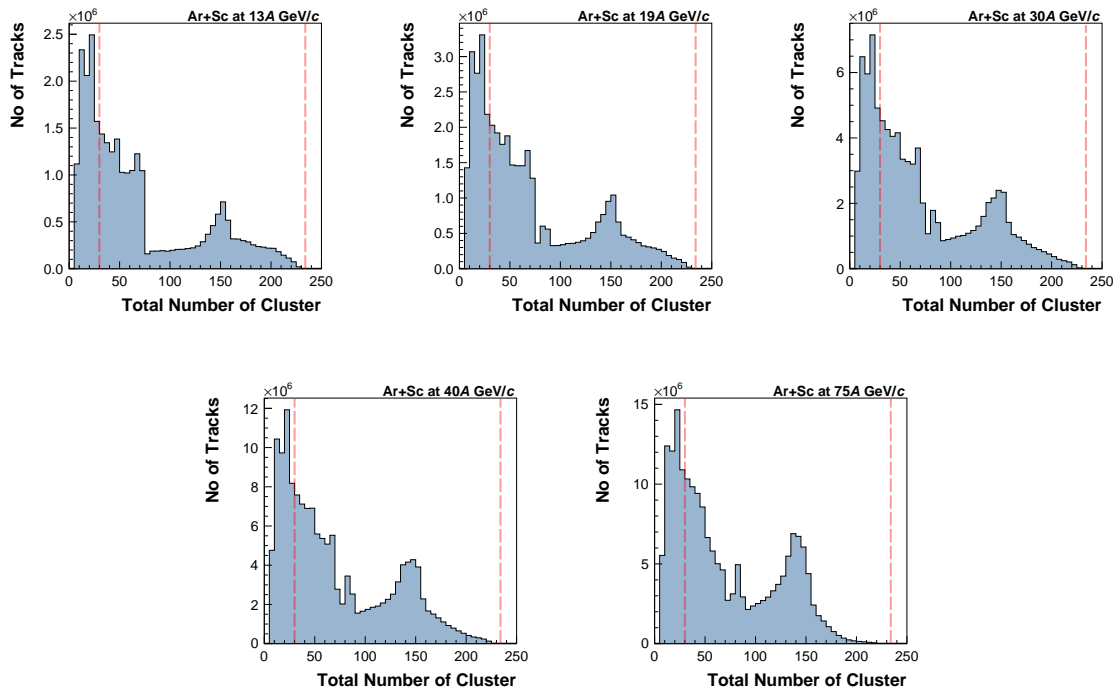 ×10⁶ Ar+Sc at 13A GeV/c
No of Tracks
2.5
2.0
1.5
1.0
0.5
0.0
0 50 100 150 200 250
Total Number of Cluster
×10⁶ Ar+Sc at 19A GeV/c
No of Tracks
3.0
2.5
2.0
1.5
1.0
0.5
0.0
0 50 100 150 200 250
Total Number of Cluster
×10⁶ Ar+Sc at 30A GeV/c
No of Tracks
6
4
2
0
0 50 100 150 200 250
Total Number of Cluster
×10⁶ Ar+Sc at 40A GeV/c
No of Tracks
12
10
8
6
4
2
0
0 50 100 150 200 250
Total Number of Cluster
×10⁶ Ar+Sc at 75A GeV/c
No of Tracks
15
10
5
0
0 50 100 150 200 250
Total Number of Cluster